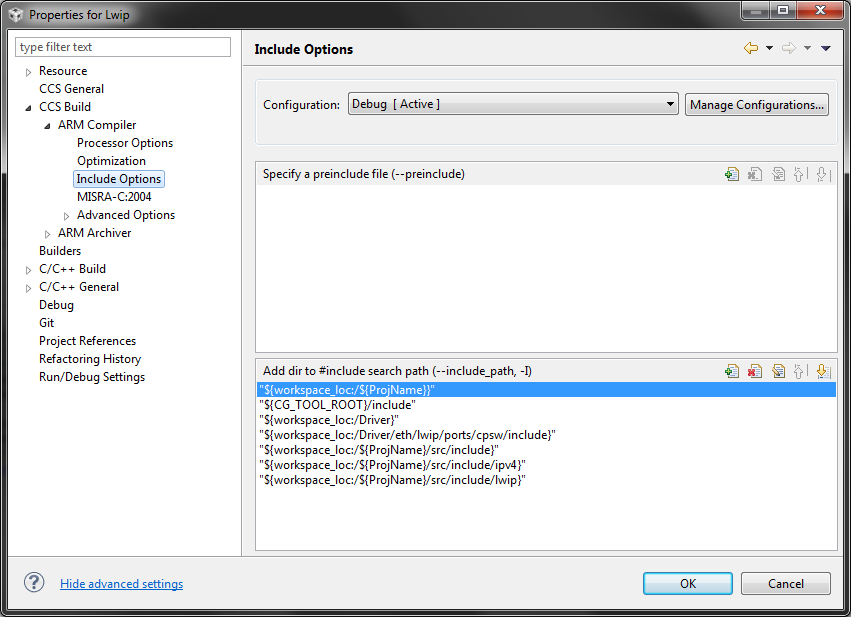 Properties for Lwip
type filter text
Resource
CCS General
CCS Build
ARM Compiler
Processor Options
Optimization
Include Options
MISRA-C:2004
Advanced Options
ARM Archiver
Builders
C/C++ Build
C/C++ General
Debug
Git
Project References
Refactoring History
Run/Debug Settings
Include Options
Configuration: Debug [ Active ] Manage Configurations...
Specify a preinclude file (--preinclude)
Add dir to #include search path (--include_path, -I)
"${workspace_loc:/${ProjName}}"
"${CG_TOOL_ROOT}/include"
"${workspace_loc:/Driver}"
"${workspace_loc:/Driver/eth/lwip/ports/cpsw/include}"
"${workspace_loc:/${ProjName}/src/include}"
"${workspace_loc:/${ProjName}/src/include/ipv4}"
"${workspace_loc:/${ProjName}/src/include/lwip}"
? Hide advanced settings OK Cancel